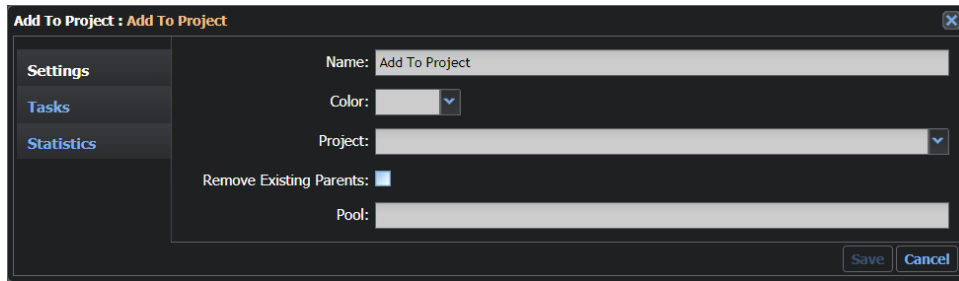 Add To Project : Add To Project
Settings
Tasks
Statistics
Name: Add To Project
Color:
Project:
Remove Existing Parents:
Pool:
Save Cancel